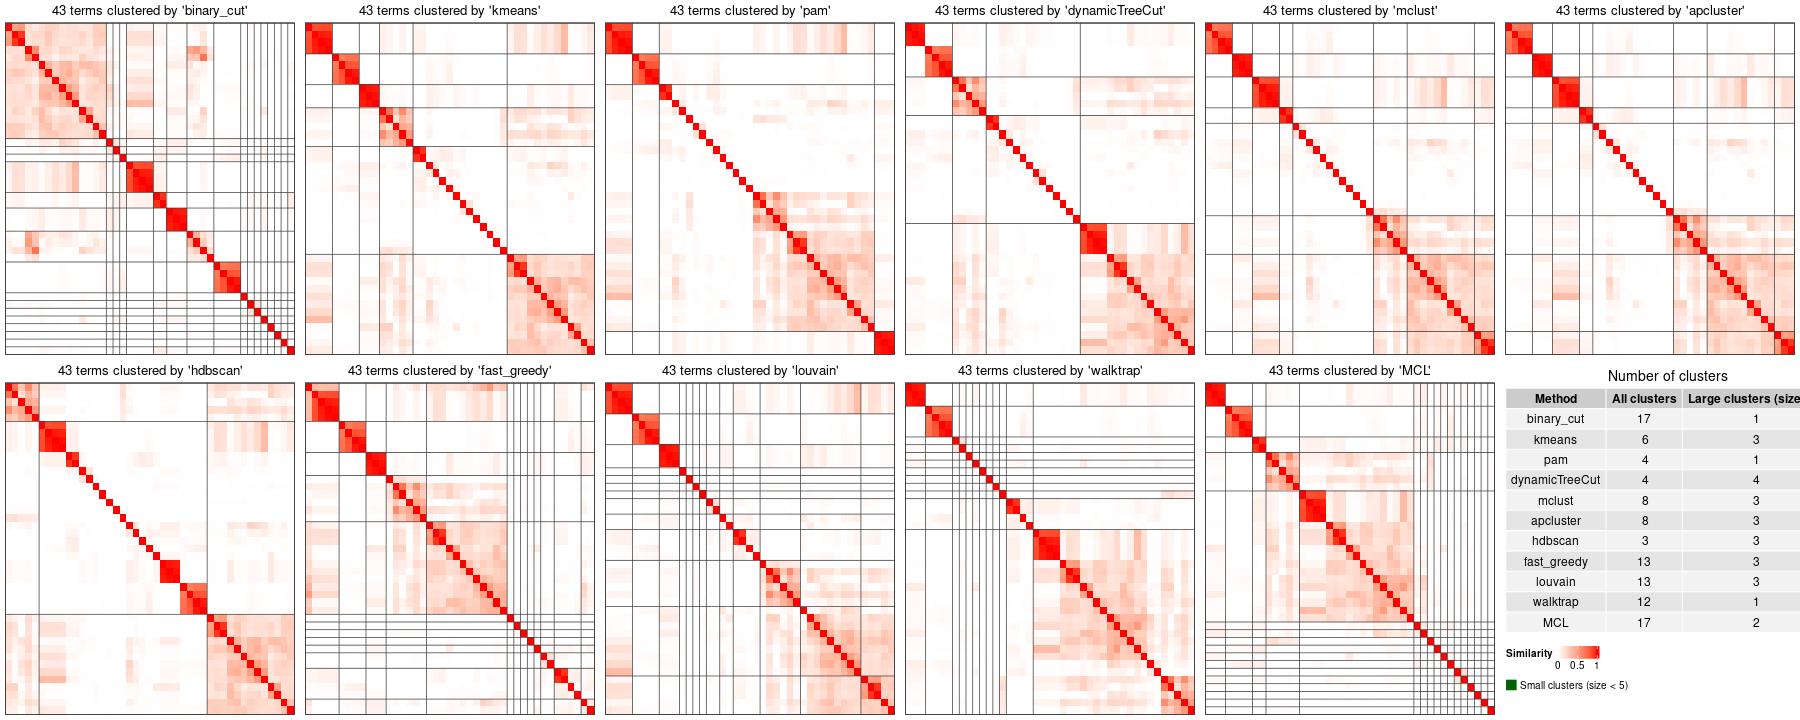 43 terms clustered by 'binary_cut'
43 terms clustered by 'kmeans'
43 terms clustered by 'pam'
43 terms clustered by 'dynamicTreeCut'
43 terms clustered by 'mclust'
43 terms clustered by 'apcluster'
43 terms clustered by 'hdbscan'
43 terms clustered by 'fast_greedy'
43 terms clustered by 'louvain'
43 terms clustered by 'walktrap'
43 terms clustered by 'MCL'
Number of clusters
Method All clusters Large clusters (size
binary_cut 17 1
kmeans 6 3
pam 4 1
dynamicTreeCut 4 4
mclust 8 3
apcluster 8 3
hdbscan 3 3
fast_greedy 13 3
louvain 13 3
walktrap 12 1
MCL 17 2
Similarity
0 0.5 1
Small clusters (size < 5)